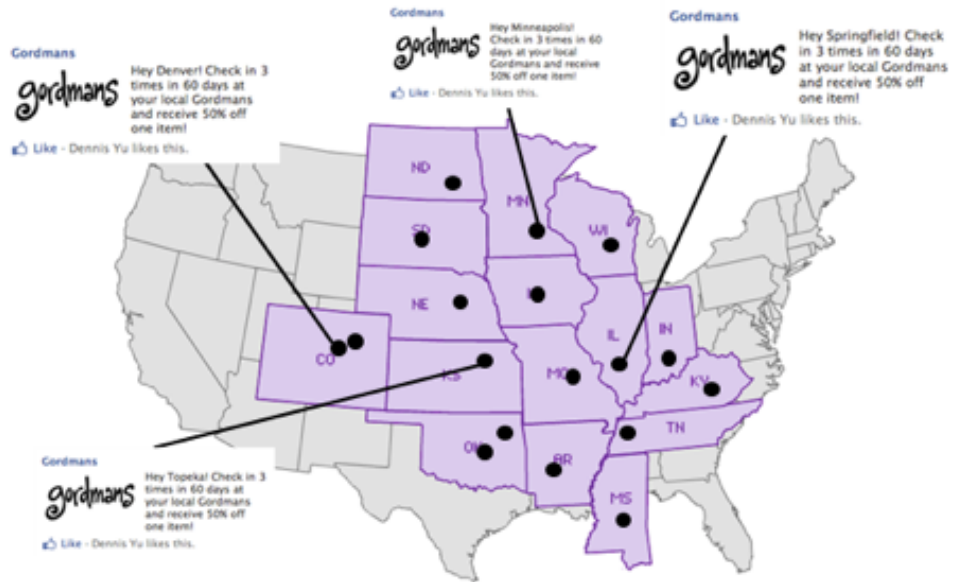 Gordmans
gordmans
Hey Denver! Check in 3
times in 60 days at
your local Gordmans
and receive 50% off
one item!
Like - Dennis Yu likes this.
Gordmans
gordmans
Hey Minneapolis!
Check in 3 times in 60
days at your local
Gordmans and receive
50% off one item!
Like - Dennis Yu likes this.
Gordmans
gordmans
Hey Springfield! Check
in 3 times in 60 days
at your local Gordmans
and receive 50% off
one item!
Like - Dennis Yu likes this.
ND
MN
SD
WI
NE
IL
IN
CO
KS
MO
KY
OK
AR
TN
MS
Gordmans
gordmans
Hey Topeka! Check in 3
times in 60 days at
your local Gordmans
and receive 50% off
one item!
Like - Dennis Yu likes this.